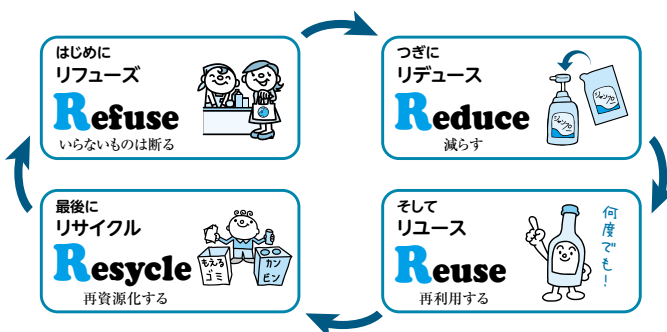 はじめに
リフューズ
Refuse
いらないものは断る
つぎに
リデュース
Reduce
減らす
シャンプー
シャンプー
そして
リユース
Reuse
再利用する
何度でも!
最後に
リサイクル
Resycle
再資源化する
もえる
ゴミ
カン
ビン